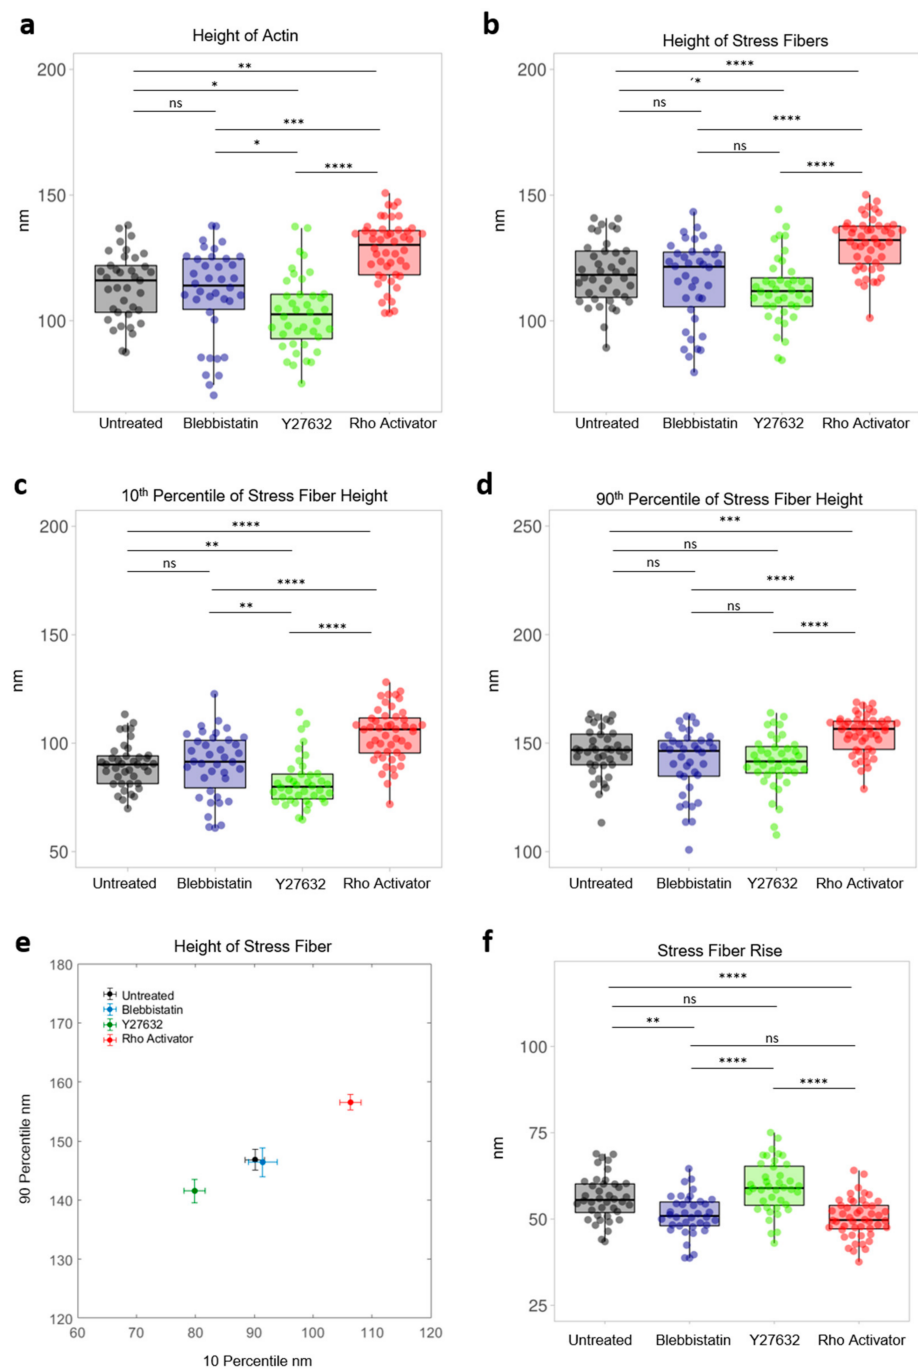 a
Height of Actin
200
150
100
nm
**
*
ns
***
*
****
Untreated Blebbistatin Y27632 Rho Activator
b
Height of Stress Fibers
200
150
100
nm
****
´*
ns
****
ns
****
Untreated Blebbistatin Y27632 Rho Activator
c
10th Percentile of Stress Fiber Height
200
150
100
50
nm
****
**
ns
****
**
****
Untreated Blebbistatin Y27632 Rho Activator
d
90th Percentile of Stress Fiber Height
250
200
150
100
nm
***
ns
ns
****
ns
****
Untreated Blebbistatin Y27632 Rho Activator
e
Height of Stress Fiber
180
170
160
150
140
130
120
90 Percentile nm
Untreated
Blebbistatin
Y27632
Rho Activator
60 70 80 90 100 110 120
10 Percentile nm
f
Stress Fiber Rise
100
75
50
25
nm
****
ns
**
ns
****
****
Untreated Blebbistatin Y27632 Rho Activator